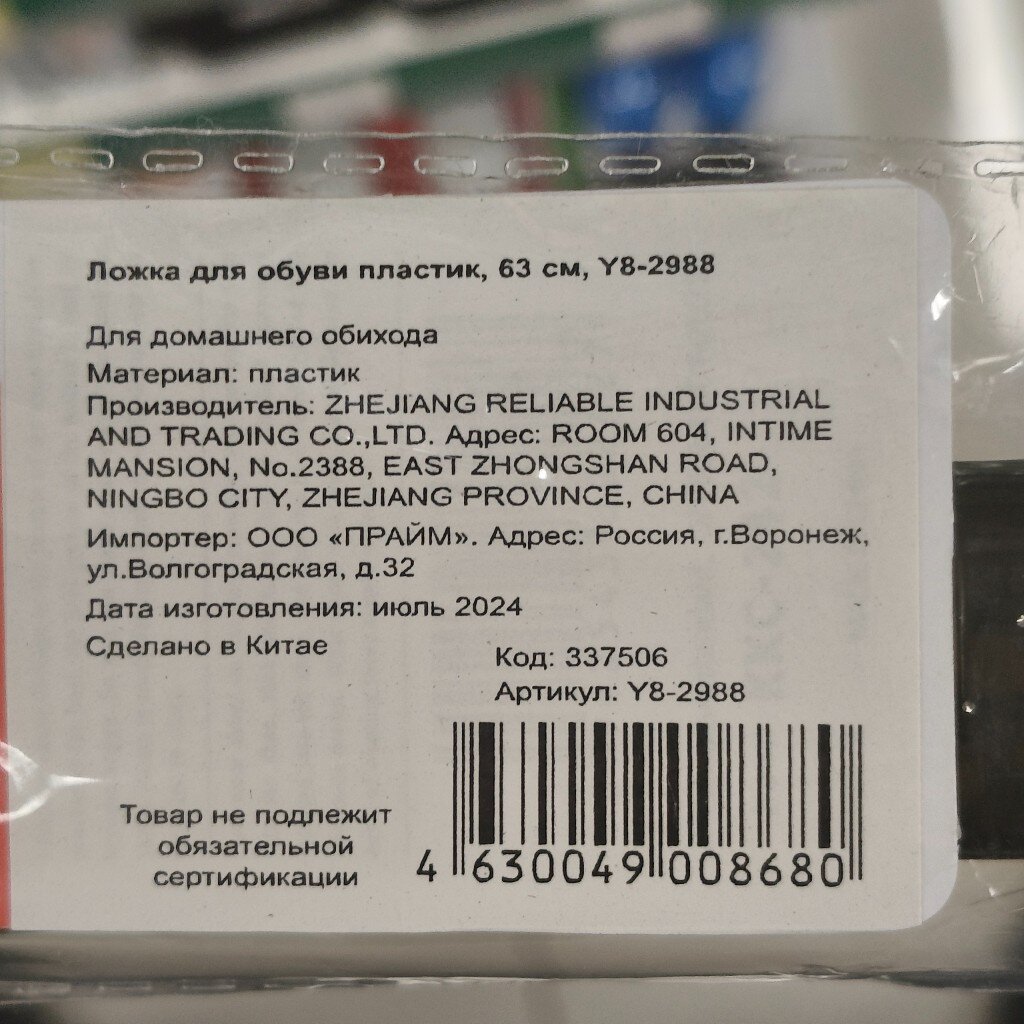 Ложка для обуви пластик, 63 см, Y8-2988
Для домашнего обихода
Материал: пластик
Производитель: ZHEJIANG RELIABLE INDUSTRIAL
AND TRADING CO.,LTD. Адрес: ROOM 604, INTIME
MANSION, No.2388, EAST ZHONGSHAN ROAD,
NINGBO CITY, ZHEJIANG PROVINCE, CHINA
Импортер: ООО «ПРАЙМ». Адрес: Россия, г.Воронеж,
ул.Волгоградская, д.32
Дата изготовления: июль 2024
Сделано в Китае
Код: 337506
Артикул: Y8-2988
Товар не подлежит
обязательной
сертификации
4 630049 008680